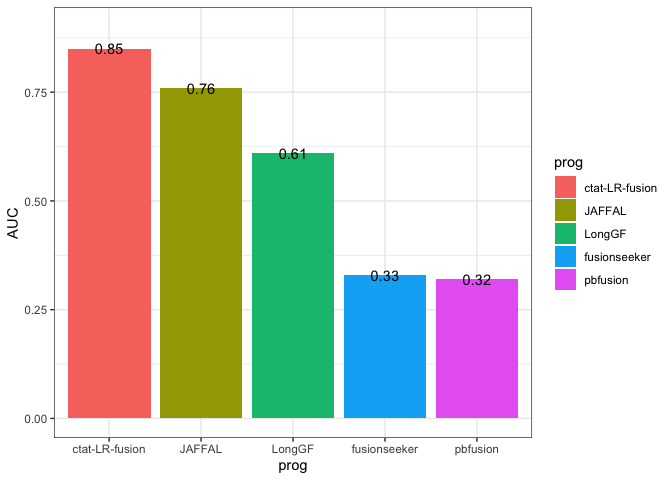 0.85
0.76
0.61
0.33
0.32
0.75
0.50
0.25
0.00
AUC
ctat-LR-fusion JAFFAL LongGF fusionseeker pbfusion
prog
prog
ctat-LR-fusion
JAFFAL
LongGF
fusionseeker
pbfusion